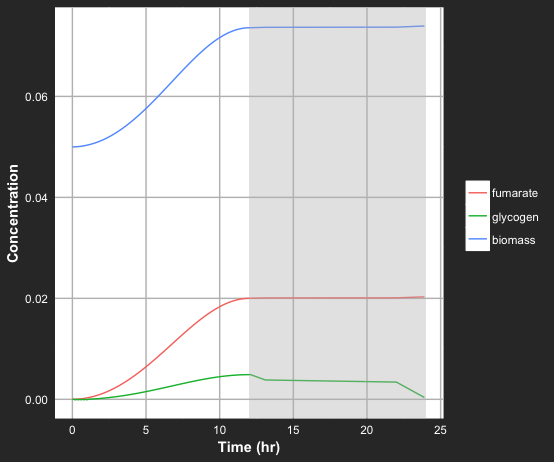 0.06
0.04
0.02
0.00
Concentration
0
5
10
15
20
25
Time (hr)
fumarate
glycogen
biomass